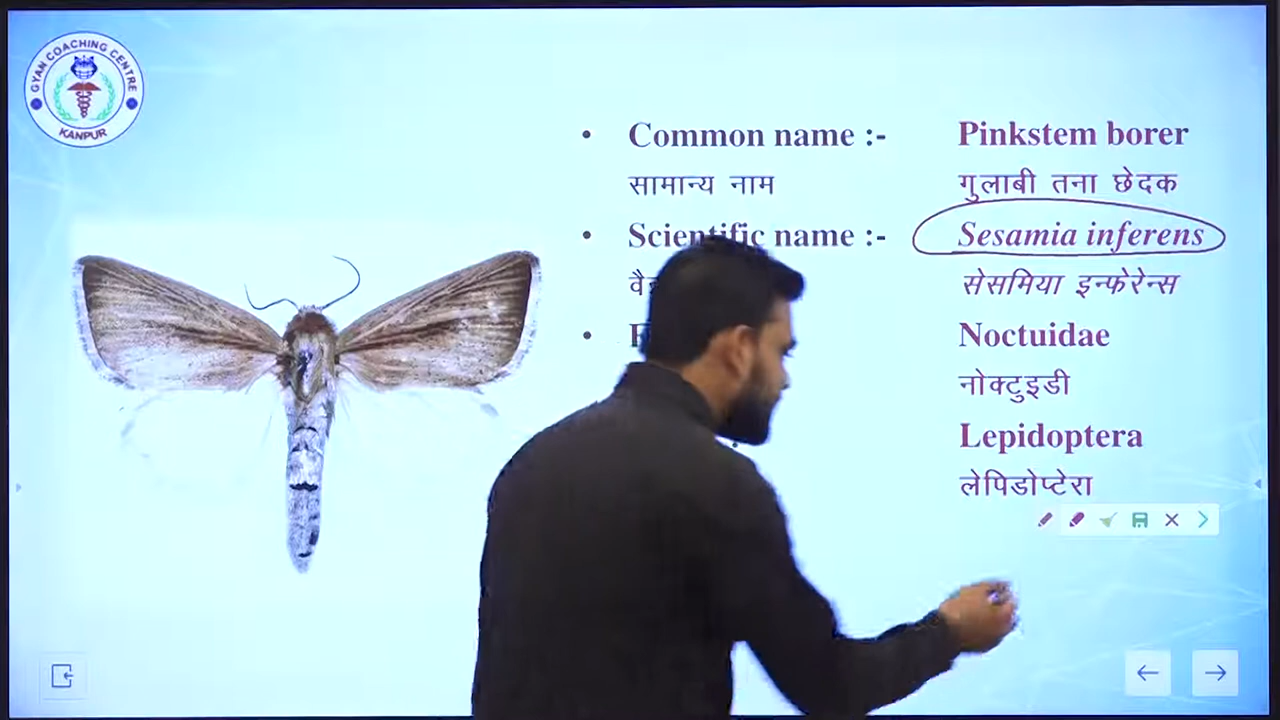 GYAN COACHING CENTRE
KANPUR
• Common name :- Pinkstem borer
सामान्य नाम गुलाबी तना छेदक
• Scientific name :- Sesamia inferens
सेसमिया इन्फेरेन्स
• Noctuidae
नोक्टुइडी
Lepidoptera
लेपिडोप्टेरा